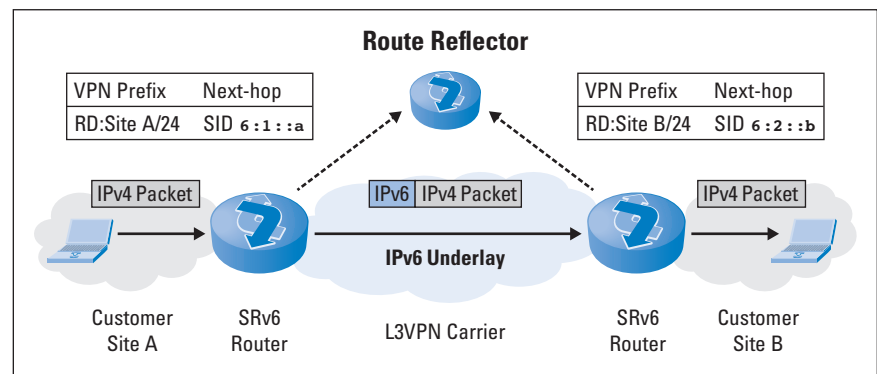 Route Reflector
VPN Prefix Next-hop
RD:Site A/24 SID 6:1::a
VPN Prefix Next-hop
RD:Site B/24 SID 6:2::b
IPv4 Packet
IPv6 IPv4 Packet
IPv4 Packet
IPv6 Underlay
Customer
Site A
SRv6
Router
L3VPN Carrier
SRv6
Router
Customer
Site B